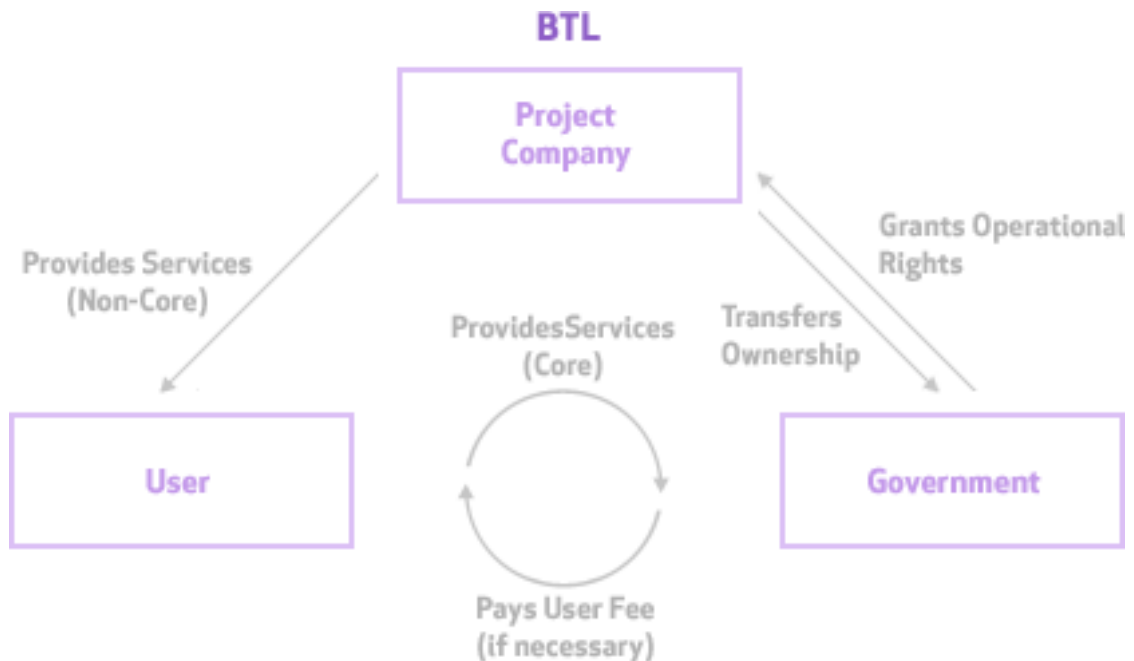 BTL
Project
Company
Grants Operational
Rights
Provides Services
(Non-Core)
ProvidesServices
(Core)
Transfers
Ownership
User
Government
Pays User Fee
(if necessary)